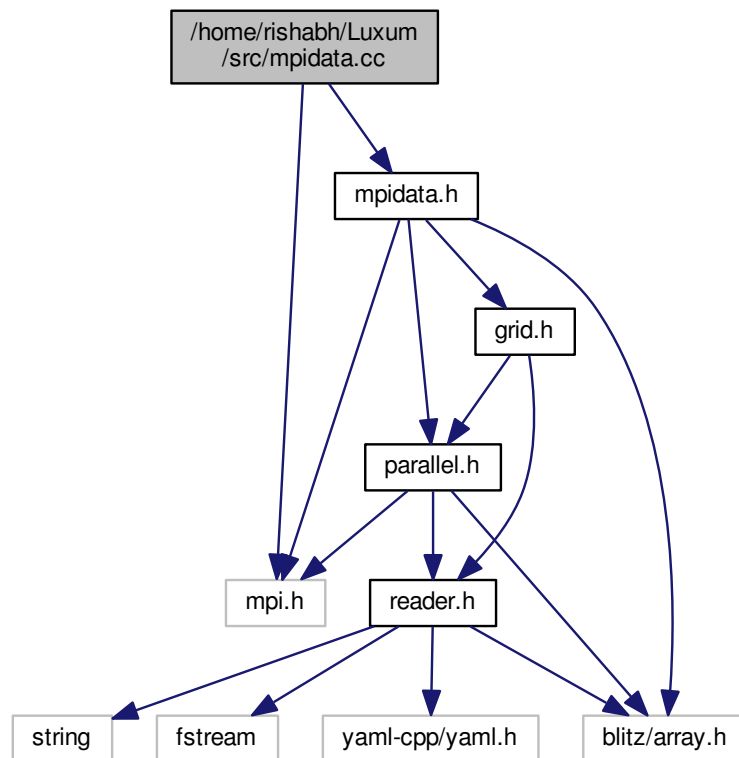 /home/rishabh/Luxum
/src/mpidata.cc
mpidata.h
grid.h
parallel.h
mpi.h
reader.h
string
fstream
yaml-cpp/yaml.h
blitz/array.h